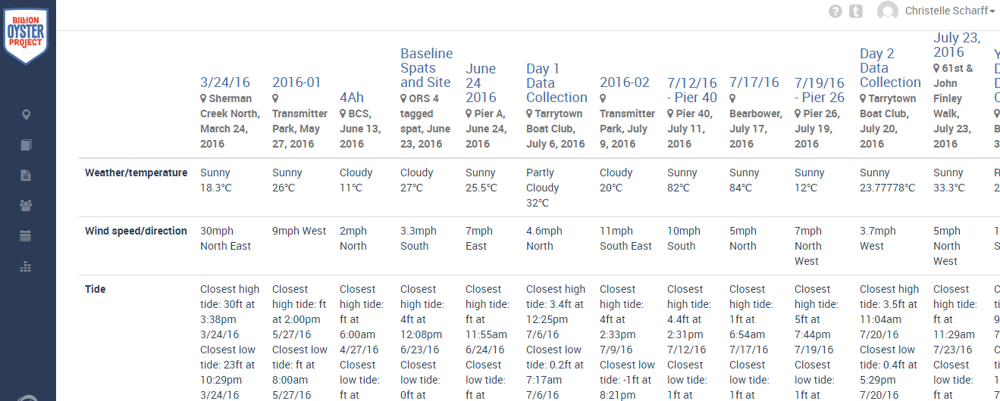 BILLION
OYSTER
PROJECT
Christelle Scharff
3/24/16
Sherman
Creek North,
March 24,
2016
2016-01
Transmitter
Park, May
27, 2016
4Ah
BCS,
June 13,
2016
Baseline
Spats
and Site
ORS 4
tagged
spat, June
23, 2016
June
24
2016
Pier A,
June 24,
2016
Day 1
Data
Collection
Tarrytown
Boat Club,
July 6, 2016
2016-02
Transmitter
Park, July
9, 2016
7/12/16
- Pier 40
Pier 40,
July 11,
2016
7/17/16
Bearbower,
July 17,
2016
7/19/16
- Pier 26
Pier 26,
July 19,
2016
Day 2
Data
Collection
Tarrytown
Boat Club,
July 20,
2016
July 23,
2016
61st &
John
Finley
Walk,
July 23,
2016
Weather/temperature
Sunny
18.3℃
Sunny
26℃
Cloudy
11℃
Cloudy
27℃
Sunny
25.5℃
Partly
Cloudy
32℃
Cloudy
20℃
Sunny
82℃
Sunny
84℃
Sunny
12℃
Sunny
23.77778℃
Sunny
33.3℃
Wind speed/direction
30mph
North East
9mph West
2mph
North
3.3mph
South
7mph
East
4.6mph
North
11mph
South East
10mph
South
5mph
North
7mph
North
West
3.7mph
West
5mph
North
West
Tide
Closest high
tide: 30ft at
3:38pm
3/24/16
Closest low
tide: 23ft at
10:29pm
3/24/16
Closest
high tide: ft
at 2:00pm
5/27/16
Closest low
tide: ft at
8:00am
5/27/16
Closest
high tide:
ft at
6:00am
4/27/16
Closest
low tide:
ft at
Closest
high tide:
4ft at
12:08pm
6/23/16
Closest
low tide:
0ft at
Closest
high tide:
ft at
11:55am
6/24/16
Closest
low tide:
ft at
Closest high
tide: 3.4ft at
12:25pm
7/6/16
Closest low
tide: 0.2ft at
7:17am
7/6/16
Closest
high tide:
4ft at
2:33pm
7/9/16
Closest low
tide: -1ft at
8:21pm
Closest
high tide:
4.4ft at
2:31pm
7/12/16
Closest
low tide:
1ft at
Closest
high tide:
1ft at
6:54am
7/17/16
Closest
low tide:
1ft at
Closest
high tide:
5ft at
7:44pm
7/19/16
Closest
low tide:
1ft at
Closest high
tide: 3.5ft at
11:04am
7/20/16
Closest low
tide: 0.4ft at
5:29pm
7/20/16
Closest
high tide:
ft at
11:29am
7/23/16
Closest
low tide:
ft at